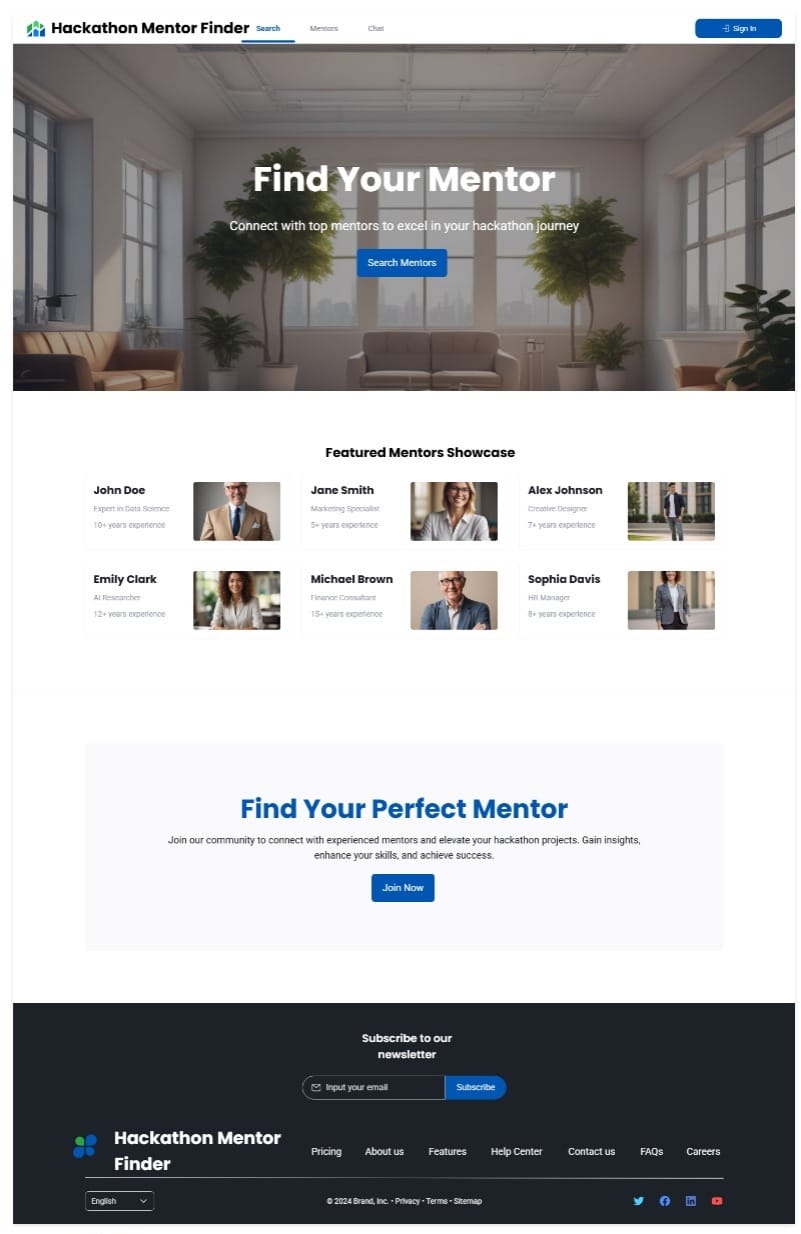 Hackathon Mentor Finder
Search
Mentors
Chat
Sign In
Find Your Mentor
Connect with top mentors to excel in your hackathon journey
Search Mentors
Featured Mentors Showcase
John Doe
Expert in Data Science
10+ years experience
Jane Smith
Marketing Specialist
5+ years experience
Alex Johnson
Creative Designer
7+ years experience
Emily Clark
AI Researcher
12+ years experience
Michael Brown
Finance Consultant
15+ years experience
Sophia Davis
HR Manager
8+ years experience
Find Your Perfect Mentor
Join our community to connect with experienced mentors and elevate your hackathon projects. Gain insights,
enhance your skills, and achieve success.
Join Now
Subscribe to our
newsletter
Input your email
Subscribe
Hackathon Mentor
Finder
Pricing
About us
Features
Help Center
Contact us
FAQs
Careers
English
© 2024 Brand, Inc. • Privacy • Terms • Sitemap